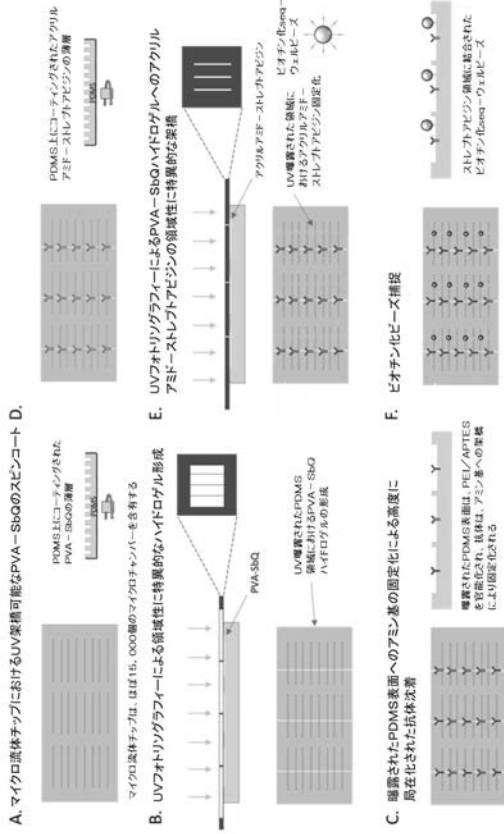 A. マイクロ流体チップにおけるUV架橋可能なPVA－SbQのスピンコート
PDMS上にコーティングされた
PVA－SbQの薄層
PDMS
マイクロ流体チップは、ほぼ15,000個のマイクロチャンバーを含有する
B. UVフォトリングラフィーによる領域性に特異的なハイドロゲル形成
PVA-SbQ
UV曝露されたPDMS
領域におけるPVA－SbQ
ハイドロゲルの形成
C. 曝露されたPDMS表面へのアミン基の固定化による高度に
局在化された抗体沈着
曝露されたPDMS表面は、PEI/APTES
を官能化され、抗体は、アミン基への架橋
により固定化される
D.
PDMS上にコーティングされたアクリル
アミドーストレプトアビジンの薄層
PDMS
E. UVフォトリングラフィーによるPVA－SbQハイドロゲルへのアクリル
アミドーストレプトアビジンの領域性に特異的な架橋
アクリルアミドーストレプトアビジン
UV曝露された領域に
おけるアクリルアミドー
ストレプトアビジン固定化
ビオチン化seq－
ウェルビーズ
F. ビオチン化ビーズ捕捉
ストレプトアビジン領域に結合された
ビオチン化seq－ウェルビーズ